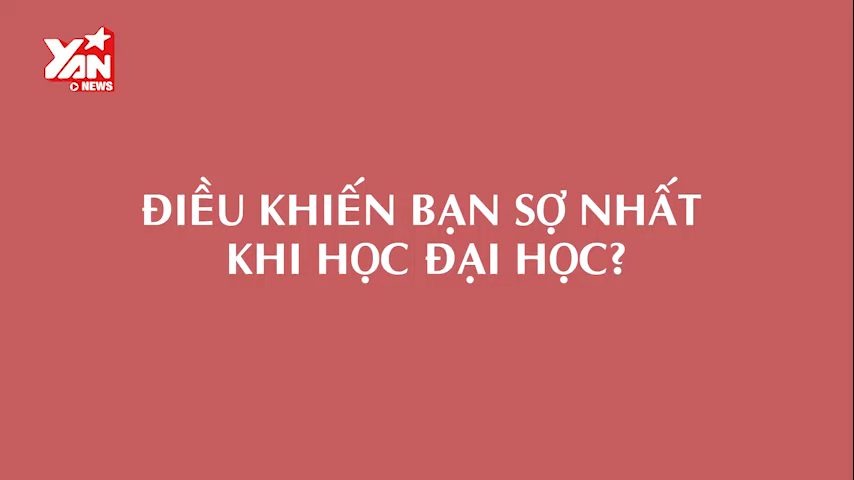 YAN
NEWS
ĐIỀU KHIẾN BẠN SỢ NHẤT
KHI HỌC ĐẠI HỌC?